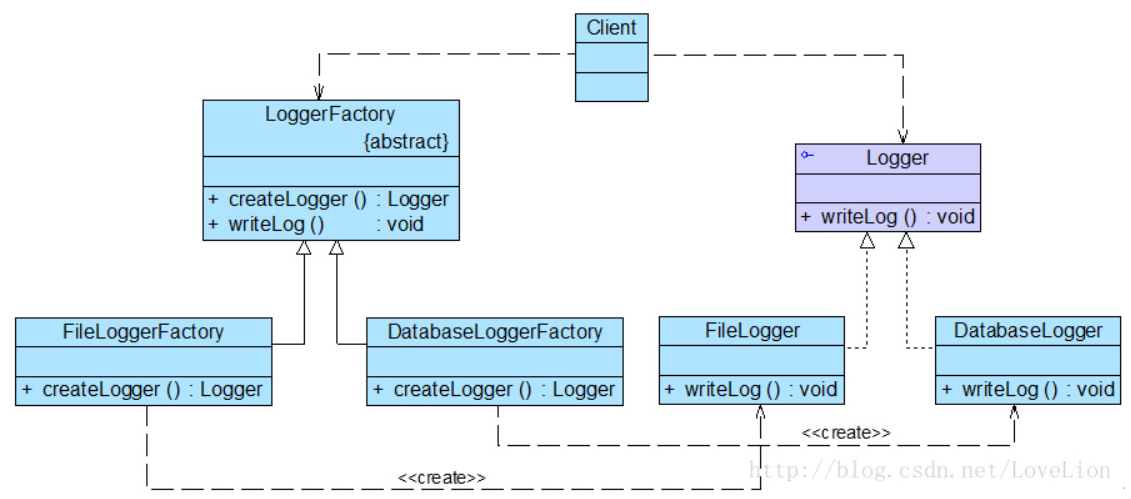 Client
LoggerFactory
{abstract}
+ createLogger () : Logger
+ writeLog () : void
Logger
+ writeLog () : void
FileLoggerFactory
+ createLogger () : Logger
DatabaseLoggerFactory
+ createLogger () : Logger
FileLogger
+ writeLog () : void
DatabaseLogger
+ writeLog () : void
<<create>>
<<create>>
http://blog.csdn.net/LoveLion